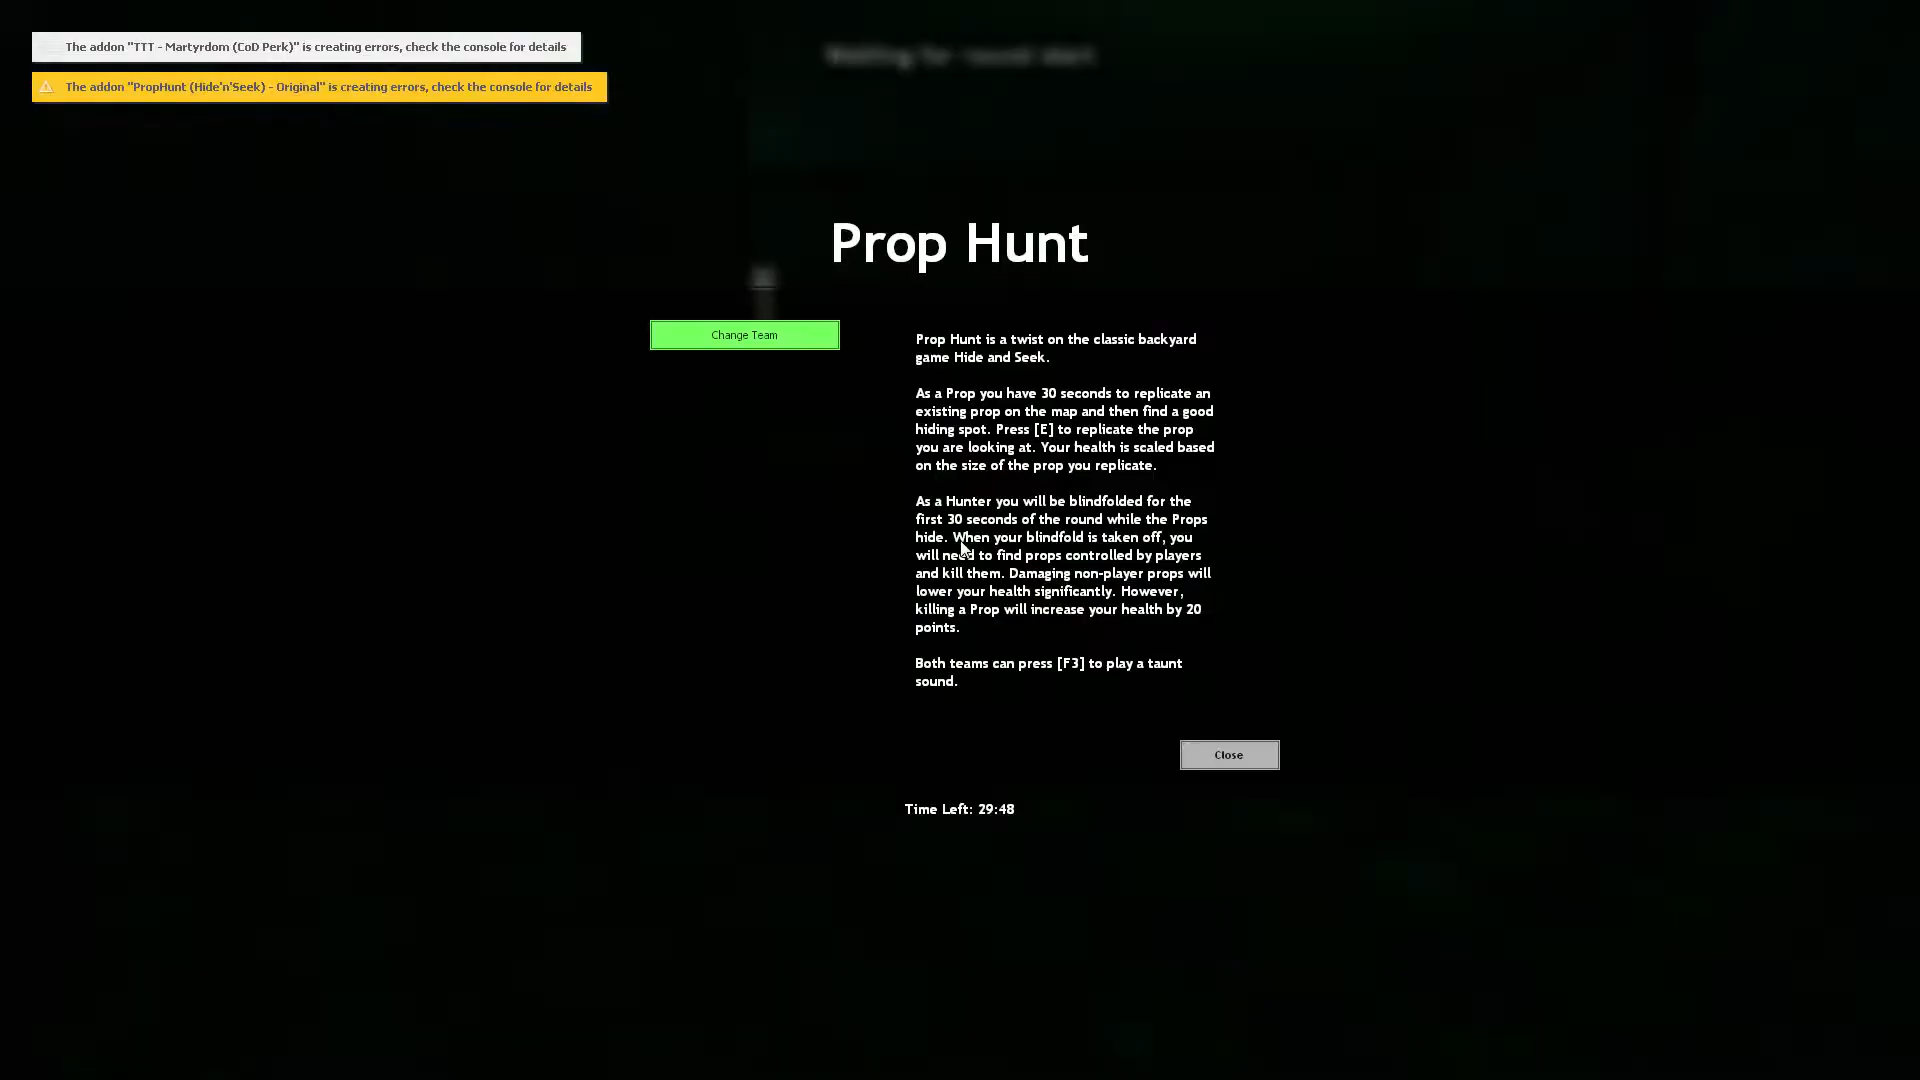 The addon "TTT - Martyrdom (CoD Perk)" is creating errors, check the console for details
The addon "PropHunt (Hide'n'Seek) - Original" is creating errors, check the console for details
Waiting for round start
Prop Hunt
Change Team
Prop Hunt is a twist on the classic backyard
game Hide and Seek.
As a Prop you have 30 seconds to replicate an
existing prop on the map and then find a good
hiding spot. Press [E] to replicate the prop
you are looking at. Your health is scaled based
on the size of the prop you replicate.
As a Hunter you will be blindfolded for the
first 30 seconds of the round while the Props
hide. When your blindfold is taken off, you
will need to find props controlled by players
and kill them. Damaging non-player props will
lower your health significantly. However,
killing a Prop will increase your health by 20
points.
Both teams can press [F3] to play a taunt
sound.
Close
Time Left: 29:48